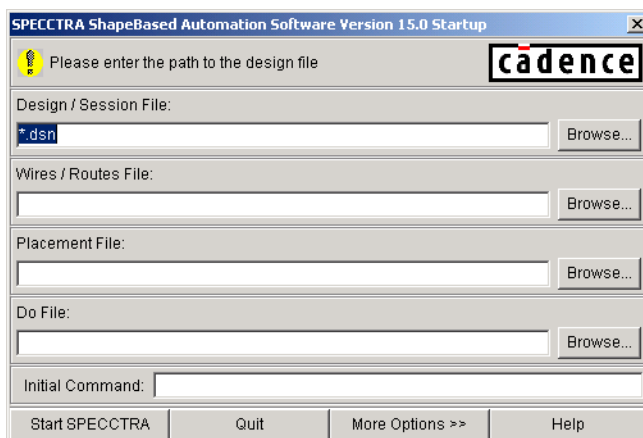 SPECCTRA ShapeBased Automation Software Version 15.0 Startup
Please enter the path to the design file
cādence
Design / Session File:
*.dsn
Browse...
Wires / Routes File:
Browse...
Placement File:
Browse...
Do File:
Browse...
Initial Command:
Start SPECCTRA Quit More Options >> Help